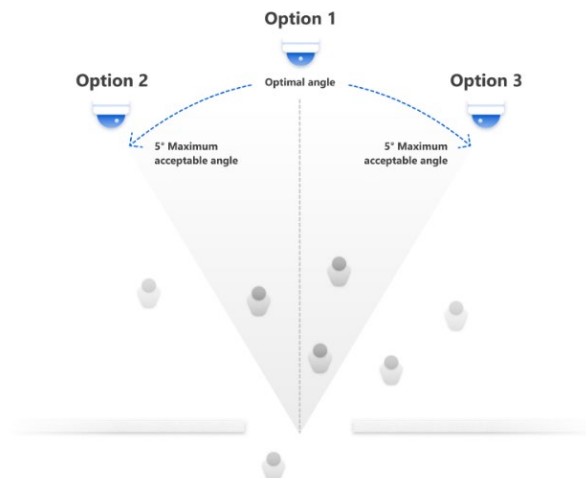 Option 1
Option 2
Optimal angle
Option 3
5° Maximum
acceptable angle
5° Maximum
acceptable angle